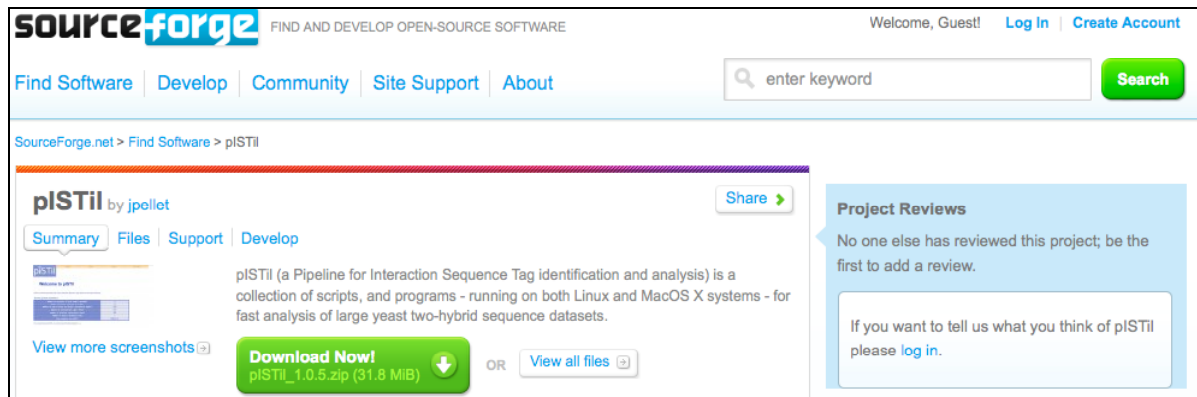 sourceforge FIND AND DEVELOP OPEN-SOURCE SOFTWARE
Welcome, Guest! Log In Create Account
Find Software Develop Community Site Support About
enter keyword Search
SourceForge.net > Find Software > pISTil
pISTil by jpellet
Share
Summary Files Support Develop
pISTil
Welcome to pISTil
pISTil (a Pipeline for Interaction Sequence Tag identification and analysis) is a
collection of scripts, and programs - running on both Linux and MacOS X systems - for
fast analysis of large yeast two-hybrid sequence datasets.
View more screenshots
Download Now!
pISTil_1.0.5.zip (31.8 MiB)
OR View all files
Project Reviews
No one else has reviewed this project; be the
first to add a review.
If you want to tell us what you think of pISTil
please log in.